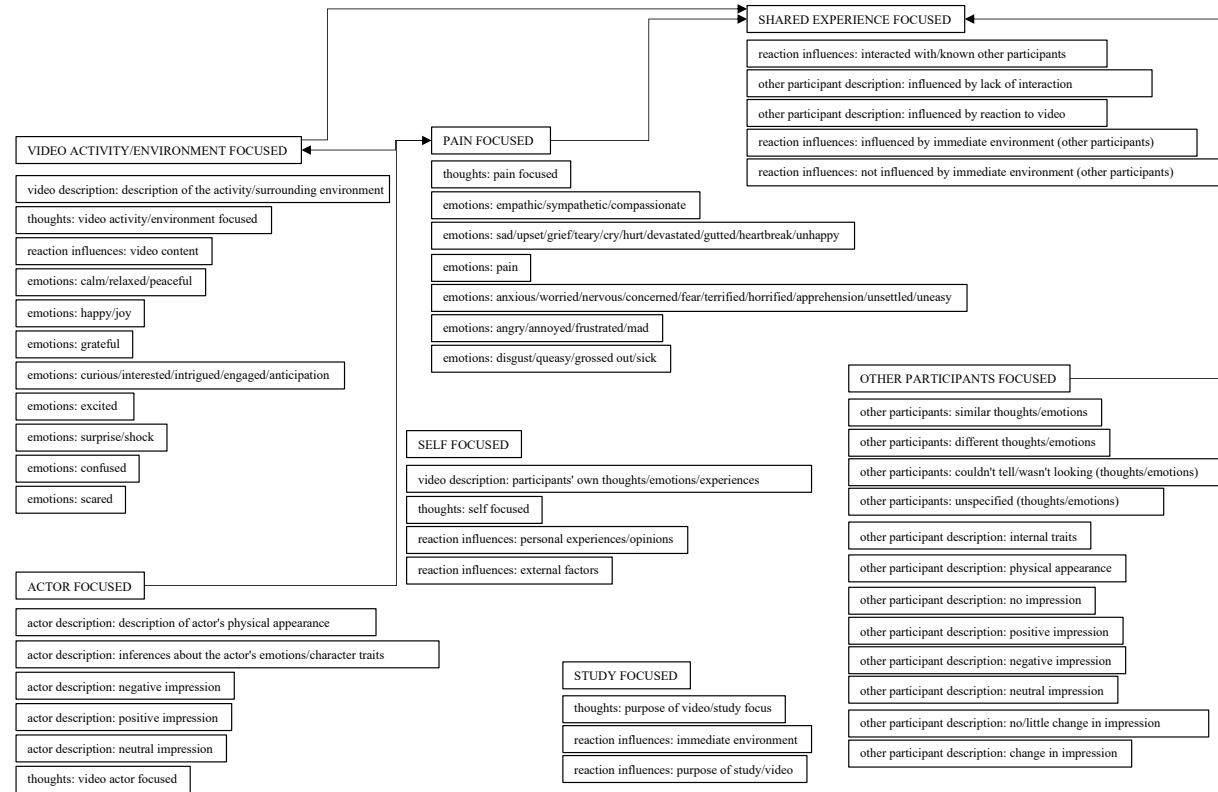 SHARED EXPERIENCE FOCUSED
reaction influences: interacted with/known other participants
other participant description: influenced by lack of interaction
other participant description: influenced by reaction to video
reaction influences: influenced by immediate environment (other participants)
reaction influences: not influenced by immediate environment (other participants)
VIDEO ACTIVITY/ENVIRONMENT FOCUSED
video description: description of the activity/surrounding environment
thoughts: video activity/environment focused
reaction influences: video content
emotions: calm/relaxed/peaceful
emotions: happy/joy
emotions: grateful
emotions: curious/interested/intrigued/engaged/anticipation
emotions: excited
emotions: surprise/shock
emotions: confused
emotions: scared
PAIN FOCUSED
thoughts: pain focused
emotions: empathic/sympathetic/compassionate
emotions: sad/upset/grief/teary/cry/hurt/devastated/gutted/heartbreak/unhappy
emotions: pain
emotions: anxious/worried/nervous/concerned/fear/terrified/horrified/apprehension/unsettled/uneasy
emotions: angry/annoyed/frustrated/mad
emotions: disgust/queasy/grossed out/sick
SELF FOCUSED
video description: participants' own thoughts/emotions/experiences
thoughts: self focused
reaction influences: personal experiences/opinions
reaction influences: external factors
OTHER PARTICIPANTS FOCUSED
other participants: similar thoughts/emotions
other participants: different thoughts/emotions
other participants: couldn't tell/wasn't looking (thoughts/emotions)
other participants: unspecified (thoughts/emotions)
other participant description: internal traits
other participant description: physical appearance
other participant description: no impression
other participant description: positive impression
other participant description: negative impression
other participant description: neutral impression
other participant description: no/little change in impression
other participant description: change in impression
ACTOR FOCUSED
actor description: description of actor's physical appearance
actor description: inferences about the actor's emotions/character traits
actor description: negative impression
actor description: positive impression
actor description: neutral impression
thoughts: video actor focused
STUDY FOCUSED
thoughts: purpose of video/study focus
reaction influences: immediate environment
reaction influences: purpose of study/video